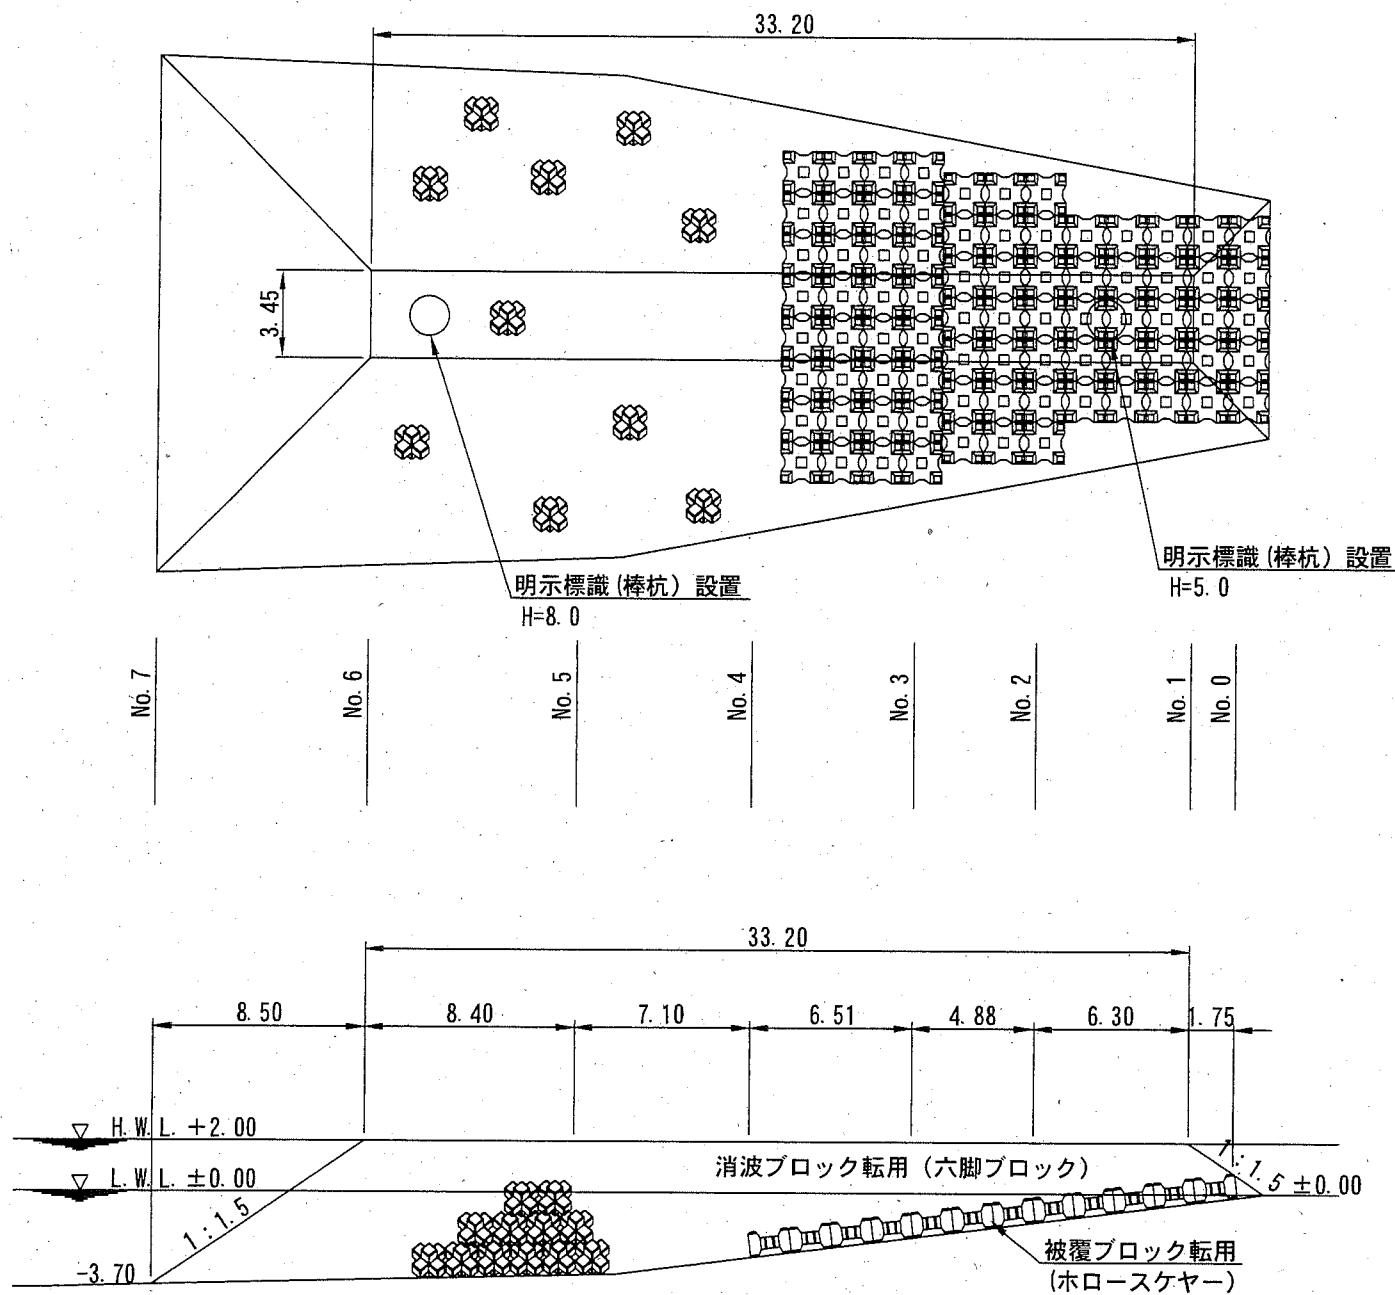 33.20
3.45
明示標識(棒杭) 設置
H=8.0
明示標識(棒杭) 設置
H=5.0
No.7
No.6
No.5
No.4
No.3
No.2
No.1
No.0
33.20
8.50
8.40
7.10
6.51
4.88
6.30
1.75
H.W.L. +2.00
L.W.L. ±0.00
消波ブロック転用(六脚ブロック)
1:1.5
1:1.5
±0.00
-3.70
被覆ブロック転用
(ホロースケヤー)